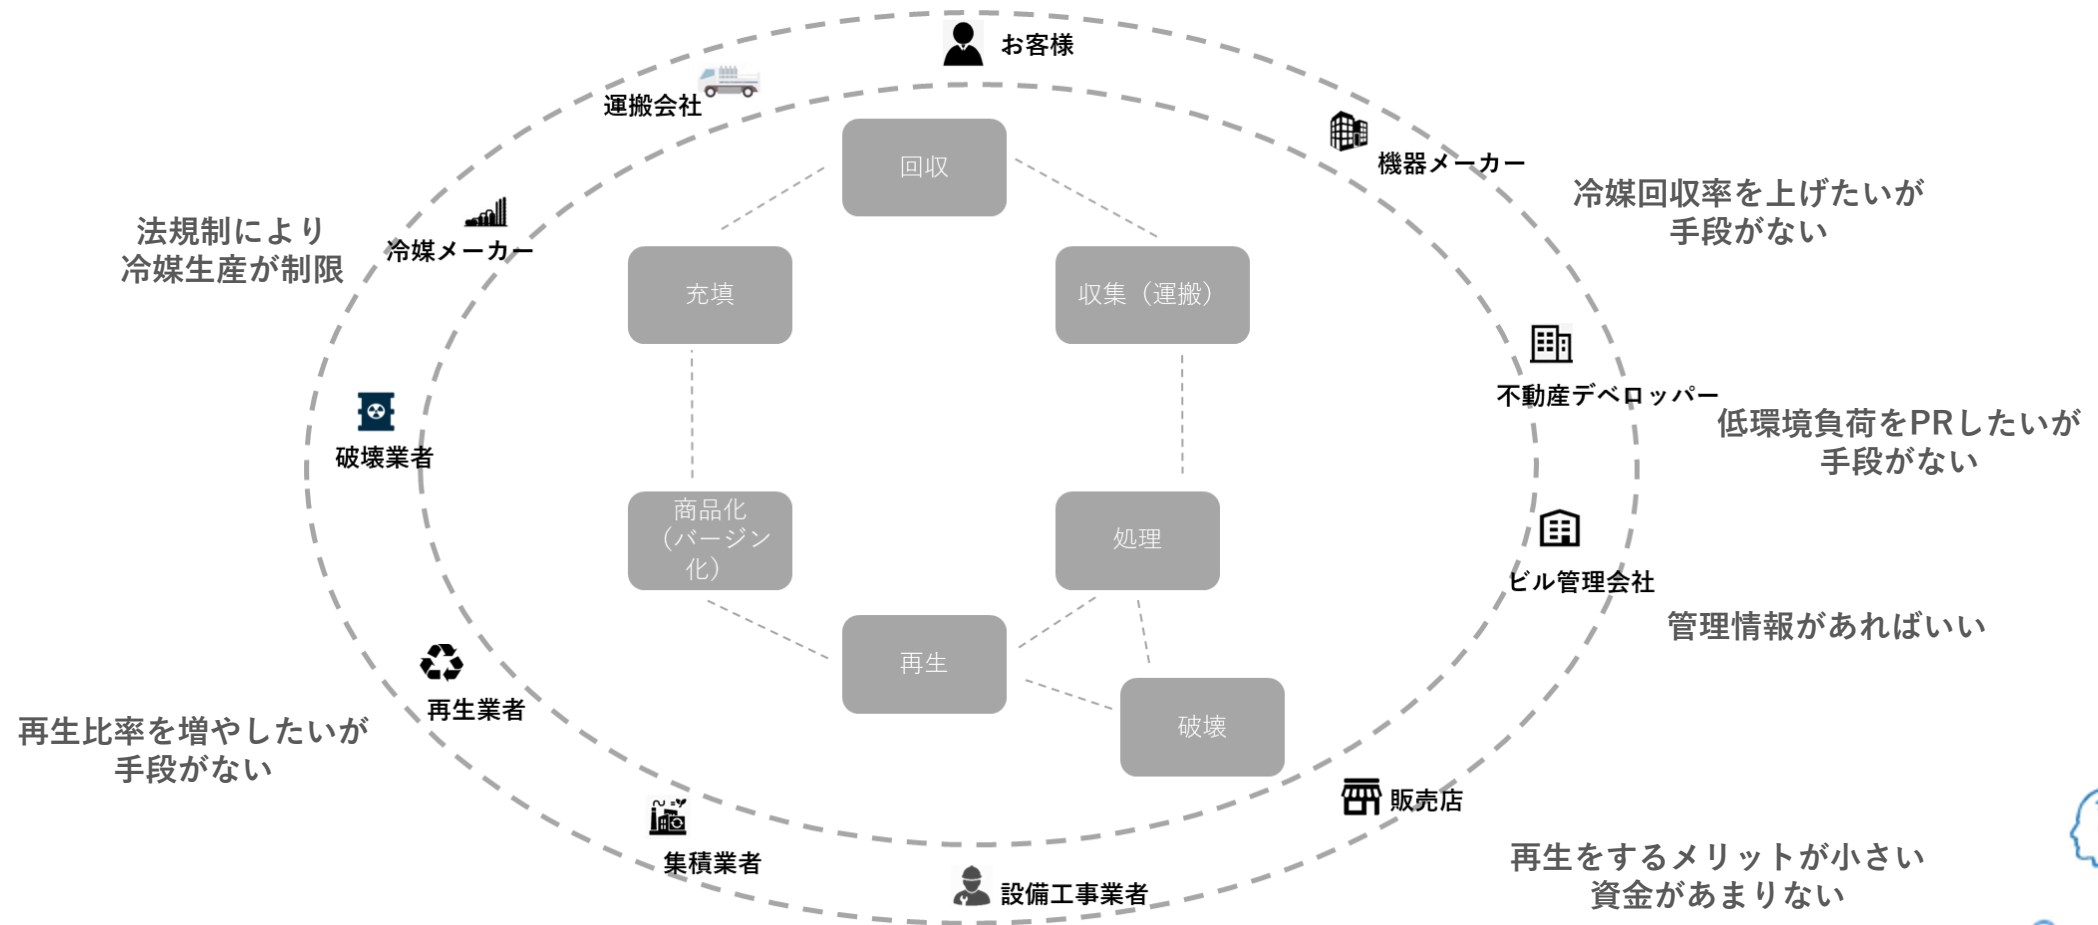 お客様
運搬会社
機器メーカー
回収
冷媒回収率を上げたいが
手段がない
法規制により
冷媒生産が制限
冷媒メーカー
充填
収集（運搬）
不動産デベロッパー
低環境負荷をPRしたいが
手段がない
破壊業者
商品化
（バージン
化）
処理
ビル管理会社
管理情報があればいい
再生
再生業者
破壊
再生比率を増やしたいが
手段がない
販売店
集積業者
設備工事業者
再生をするメリットが小さい
資金があまりない